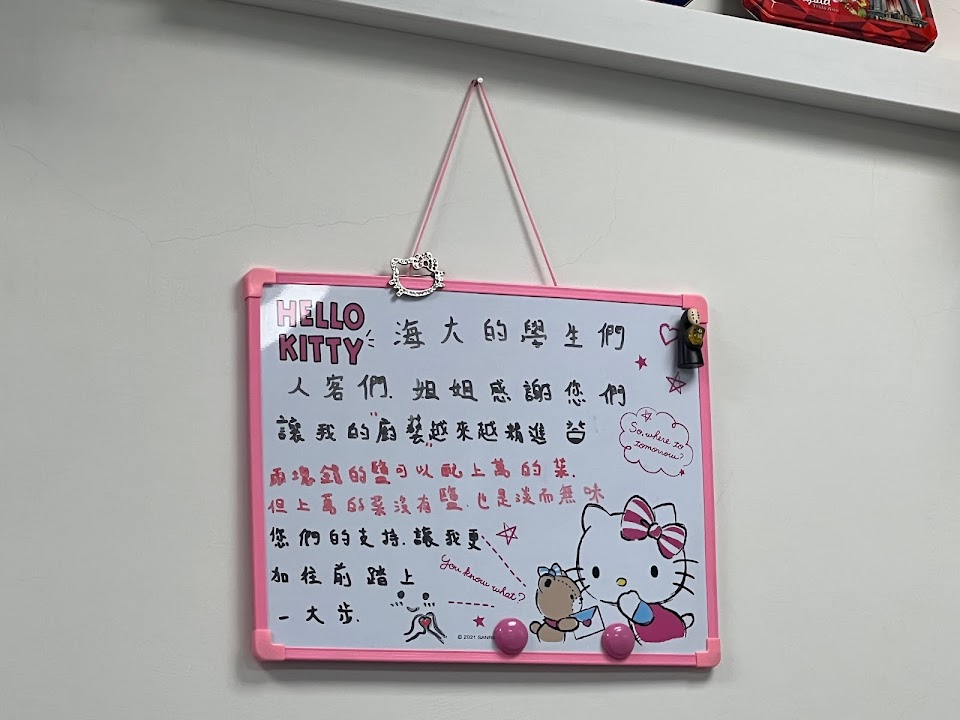 HELLO
KITTY
海大的學生們
人客們.姐姐感謝您們
讓我的"廚藝"越來越精進
兩塊錢的鹽可以配上萬的菜.
但上萬的菜沒有鹽.也是淡而無味
您們的支持.讓我更
加往前踏上
一大步.
So, where to
tomorrow?
You know what?
© 2021 SANRI